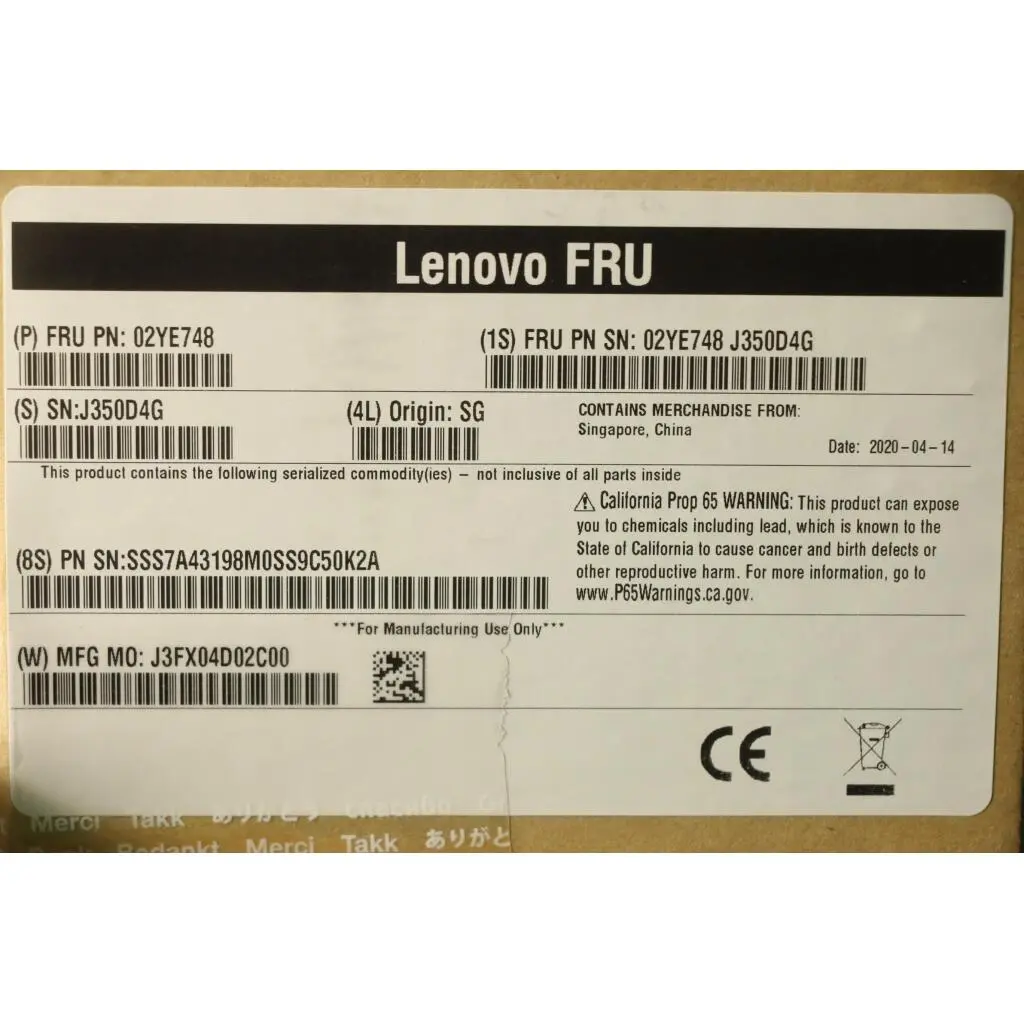 Lenovo FRU
(P) FRU PN: 02YE748
(1S) FRU PN SN: 02YE748 J350D4G
(S) SN:J350D4G
(4L) Origin: SG
CONTAINS MERCHANDISE FROM:
Singapore, China
Date: 2020-04-14
This product contains the following serialized commodity(ies) – not inclusive of all parts inside
⚠ California Prop 65 WARNING: This product can expose
you to chemicals including lead, which is known to the
State of California to cause cancer and birth defects or
other reproductive harm. For more information, go to
www.P65Warnings.ca.gov.
(8S) PN SN:SSS7A43198M0SS9C50K2A
***For Manufacturing Use Only***
(W) MFG MO: J3FX04D02C00
CE
Merci Takk ありがとう Спасибо
Bedankt Merci Takk ありがと